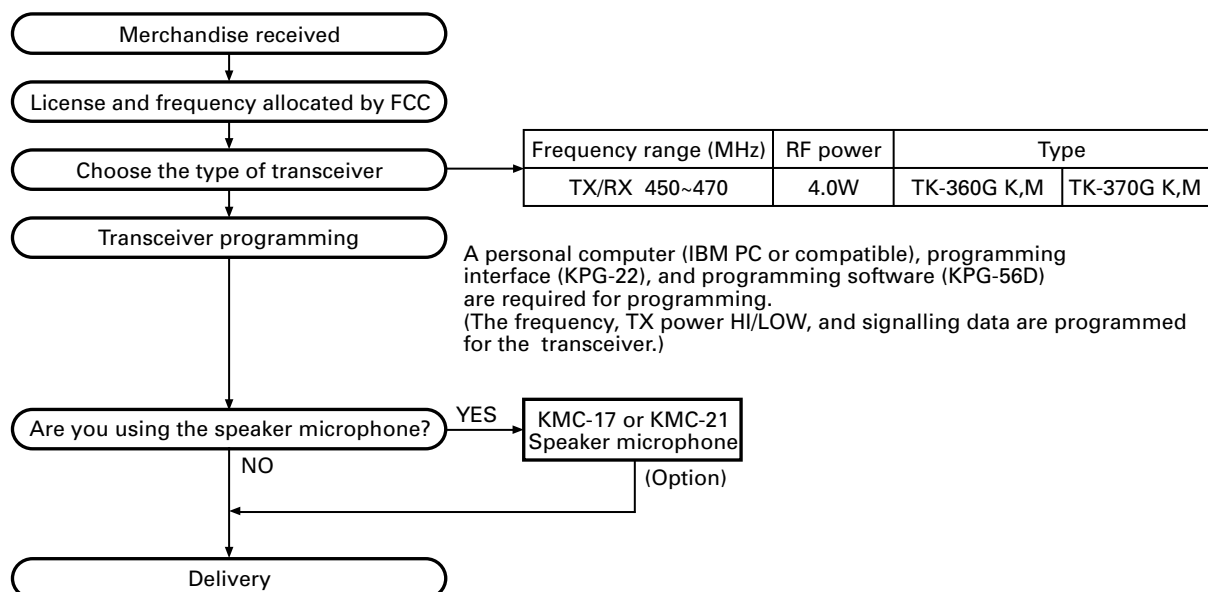 Merchandise received
License and frequency allocated by FCC
Choose the type of transceiver
Frequency range (MHz) RF power Type
TX/RX 450~470 4.0W TK-360G K,M TK-370G K,M
Transceiver programming
A personal computer (IBM PC or compatible), programming
interface (KPG-22), and programming software (KPG-56D)
are required for programming.
(The frequency, TX power HI/LOW, and signalling data are programmed
for the transceiver.)
Are you using the speaker microphone?
YES
KMC-17 or KMC-21
Speaker microphone
NO
(Option)
Delivery